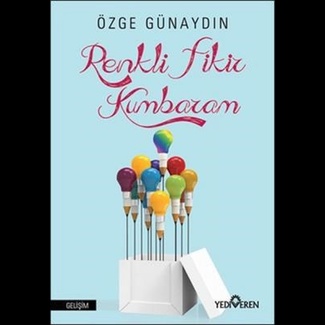 ÖZGE GÜNAYDIN
Renkli Fikir
Kumbaram
GELİŞİM
YEDİVEREN